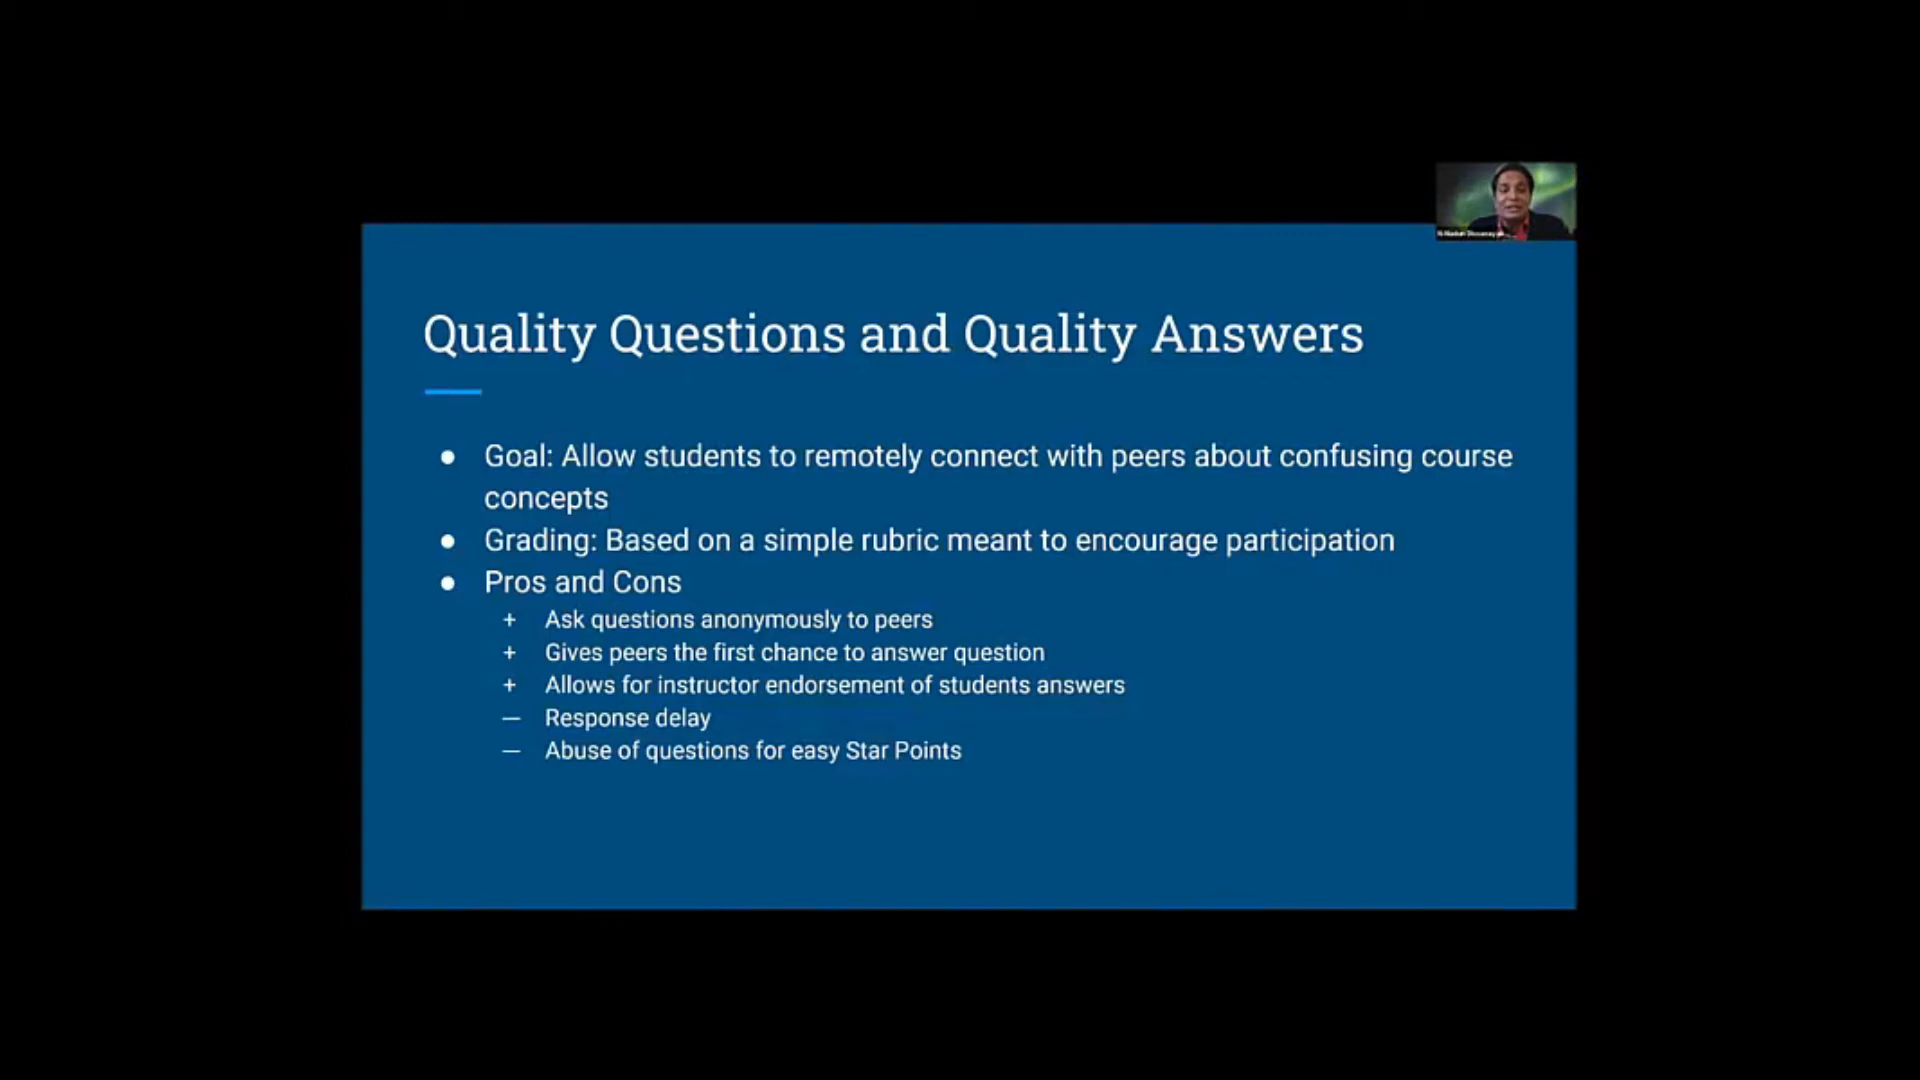 Quality Questions and Quality Answers
● Goal: Allow students to remotely connect with peers about confusing course
concepts
● Grading: Based on a simple rubric meant to encourage participation
● Pros and Cons
+ Ask questions anonymously to peers
+ Gives peers the first chance to answer question
+ Allows for instructor endorsement of students answers
— Response delay
— Abuse of questions for easy Star Points